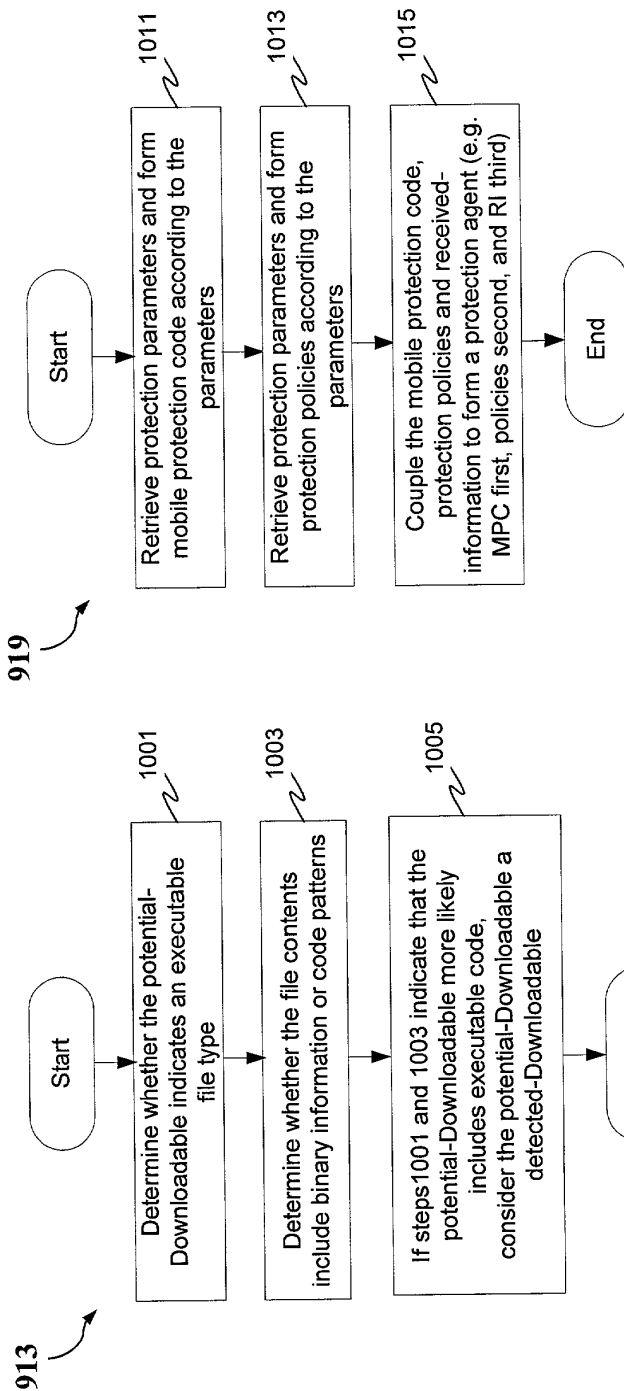 913
Start
Determine whether the potential-
Downloadable indicates an executable
file type
1001
Determine whether the file contents
include binary information or code patterns
1003
If steps1001 and 1003 indicate that the
potential-Downloadable more likely
includes executable code,
consider the potential-Downloadable a
detected-Downloadable
1005
919
Start
Retrieve protection parameters and form
mobile protection code according to the
parameters
1011
Retrieve protection parameters and form
protection policies according to the
parameters
1013
Couple the mobile protection code,
protection policies and received-
information to form a protection agent (e.g.
MPC first, policies second, and RI third)
1015
End